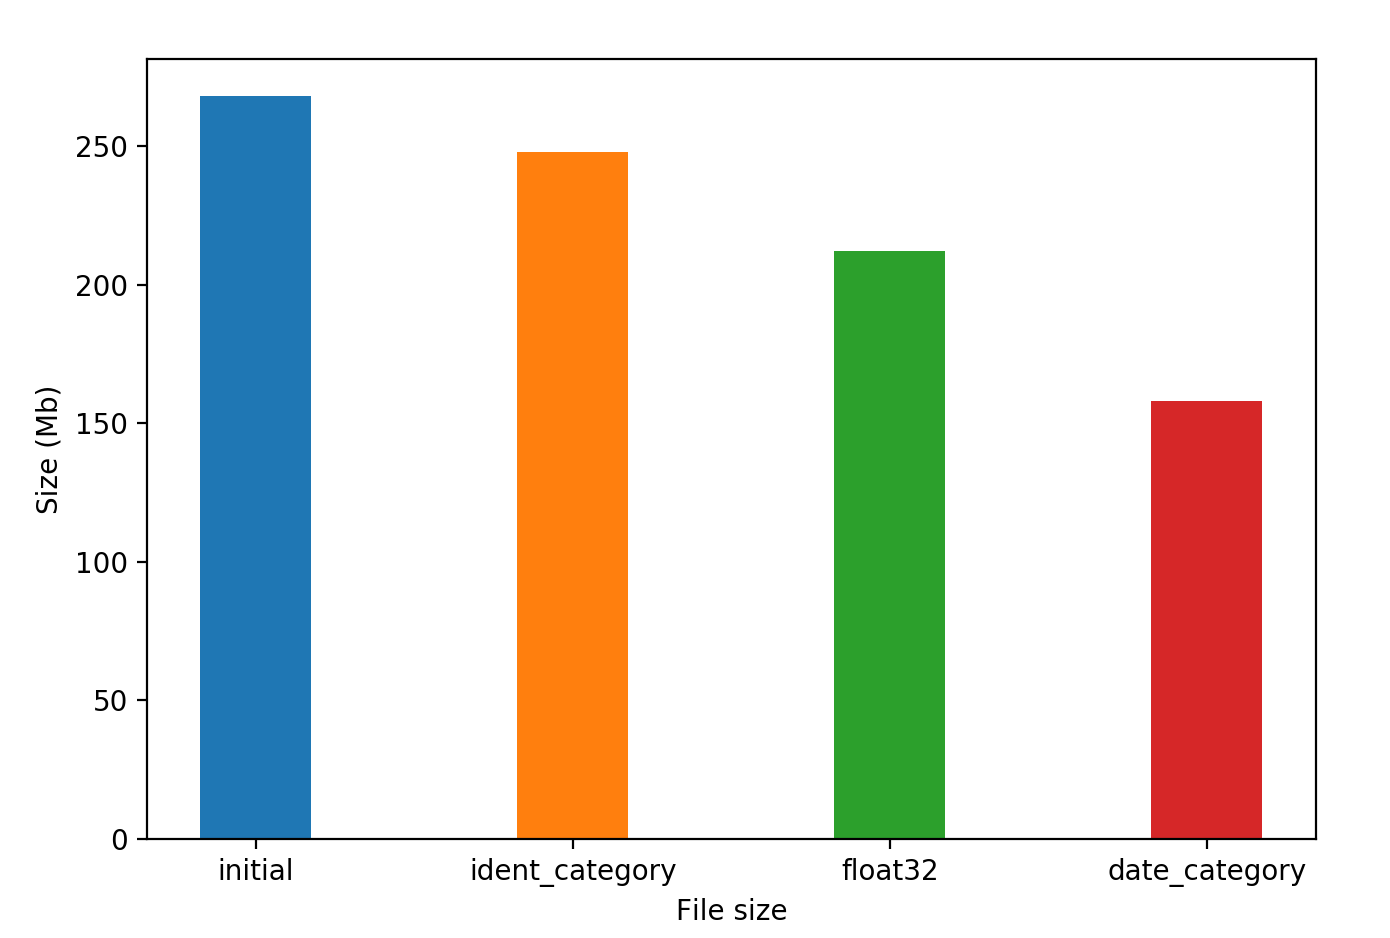 Size (Mb)
250
200
150
100
50
0
initial
ident_category
float32
date_category
File size